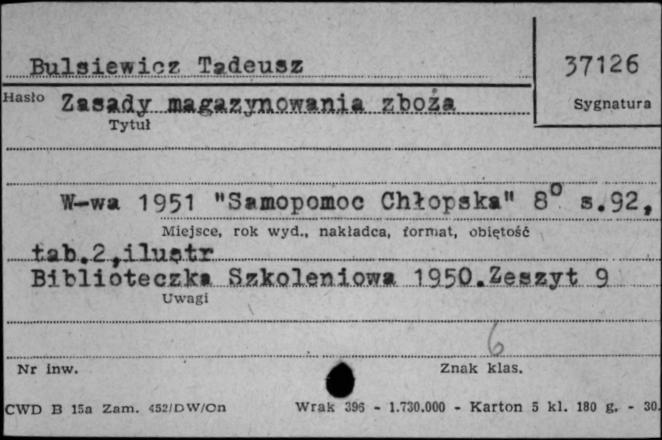 Bulsiewicz Tadeusz
37126
Hasło Zasady magazynowania zboża
Sygnatura
Tytuł
W-wa 1951 "Samopomoc Chłopska" 8° s.92,
Miejsce, rok wyd., nakładca, format, objętość
tab.2,ilustr
Biblioteczka Szkoleniowa 1950.Zeszyt 9
Uwagi
6
Nr inw.
Znak klas.
CWD B 15a Zam. 452/DW/On Wrak 396 - 1.730.000 - Karton 5 kl. 180 g. - 30.